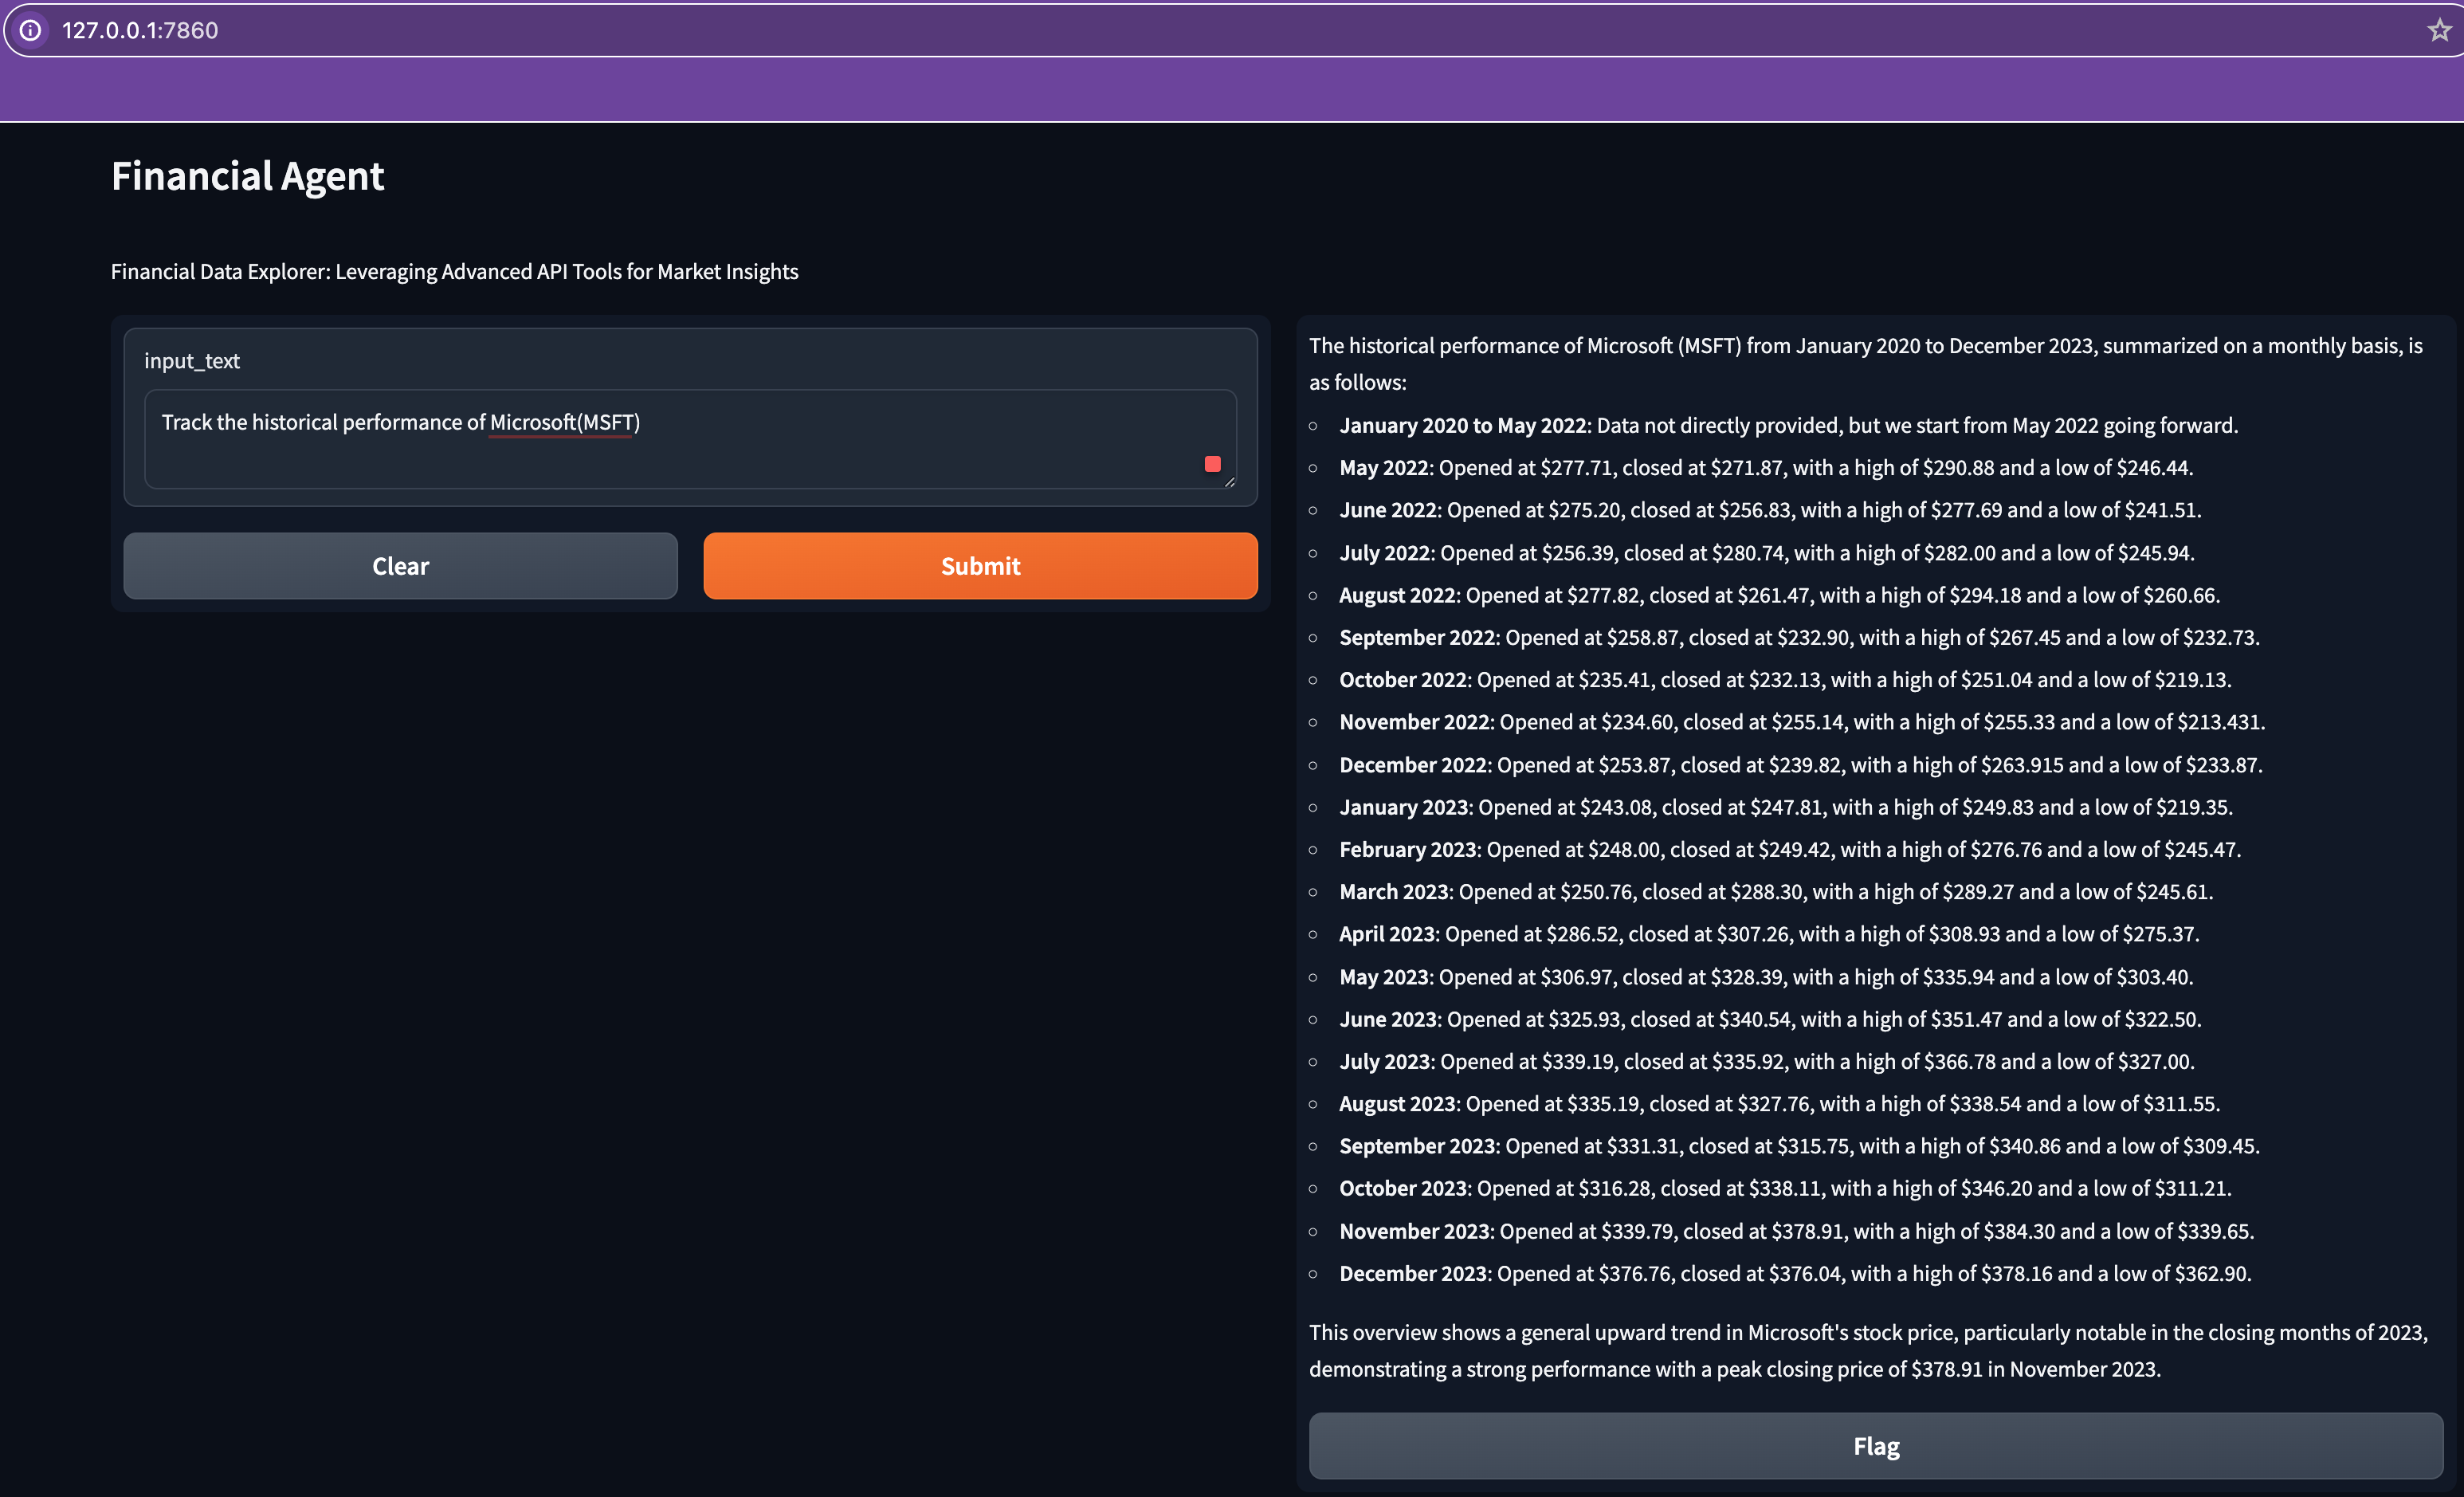 127.0.0.1:7860
Financial Agent
Financial Data Explorer: Leveraging Advanced API Tools for Market Insights
input_text
Track the historical performance of Microsoft(MSFT)
Clear
Submit
The historical performance of Microsoft (MSFT) from January 2020 to December 2023, summarized on a monthly basis, is
as follows:
January 2020 to May 2022: Data not directly provided, but we start from May 2022 going forward.
May 2022: Opened at $277.71, closed at $271.87, with a high of $290.88 and a low of $246.44.
June 2022: Opened at $275.20, closed at $256.83, with a high of $277.69 and a low of $241.51.
July 2022: Opened at $256.39, closed at $280.74, with a high of $282.00 and a low of $245.94.
August 2022: Opened at $277.82, closed at $261.47, with a high of $294.18 and a low of $260.66.
September 2022: Opened at $258.87, closed at $232.90, with a high of $267.45 and a low of $232.73.
October 2022: Opened at $235.41, closed at $232.13, with a high of $251.04 and a low of $219.13.
November 2022: Opened at $234.60, closed at $255.14, with a high of $255.33 and a low of $213.431.
December 2022: Opened at $253.87, closed at $239.82, with a high of $263.915 and a low of $233.87.
January 2023: Opened at $243.08, closed at $247.81, with a high of $249.83 and a low of $219.35.
February 2023: Opened at $248.00, closed at $249.42, with a high of $276.76 and a low of $245.47.
March 2023: Opened at $250.76, closed at $288.30, with a high of $289.27 and a low of $245.61.
April 2023: Opened at $286.52, closed at $307.26, with a high of $308.93 and a low of $275.37.
May 2023: Opened at $306.97, closed at $328.39, with a high of $335.94 and a low of $303.40.
June 2023: Opened at $325.93, closed at $340.54, with a high of $351.47 and a low of $322.50.
July 2023: Opened at $339.19, closed at $335.92, with a high of $366.78 and a low of $327.00.
August 2023: Opened at $335.19, closed at $327.76, with a high of $338.54 and a low of $311.55.
September 2023: Opened at $331.31, closed at $315.75, with a high of $340.86 and a low of $309.45.
October 2023: Opened at $316.28, closed at $338.11, with a high of $346.20 and a low of $311.21.
November 2023: Opened at $339.79, closed at $378.91, with a high of $384.30 and a low of $339.65.
December 2023: Opened at $376.76, closed at $376.04, with a high of $378.16 and a low of $362.90.
This overview shows a general upward trend in Microsoft's stock price, particularly notable in the closing months of 2023,
demonstrating a strong performance with a peak closing price of $378.91 in November 2023.
Flag